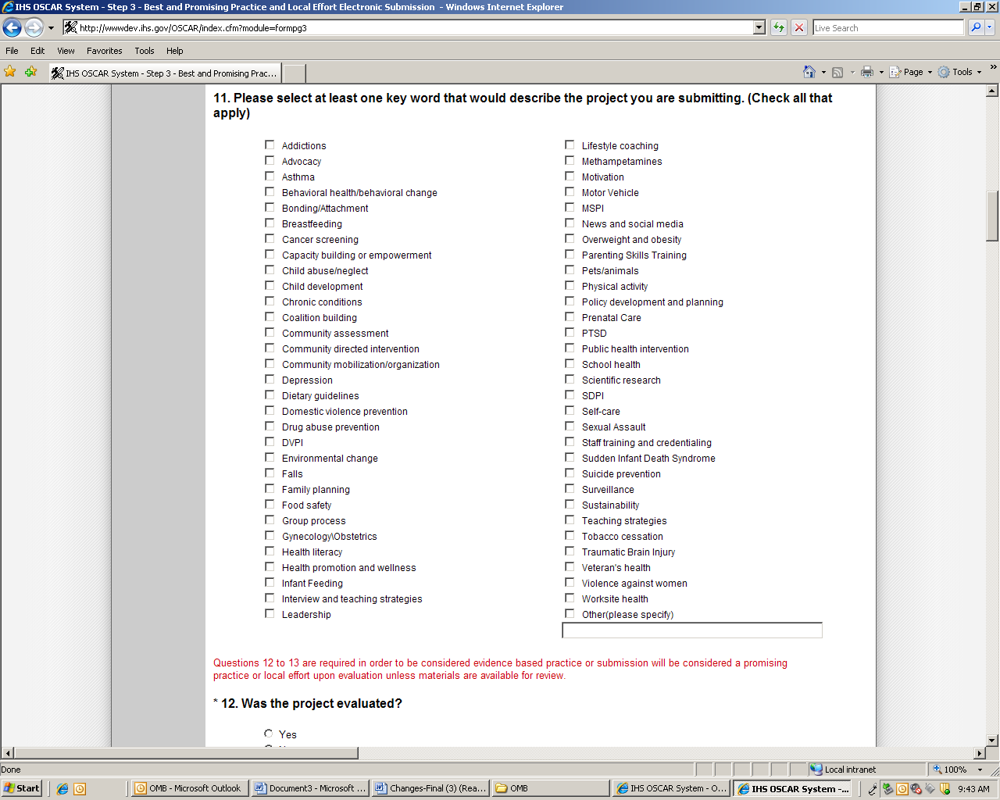 IHS OSCAR System - Step 3 - Best and Promising Practice and Local Effort Electronic Submission - Windows Internet Explorer
http://wwwdev.ihs.gov/OSCAR/index.cfm?module=formpg3
Live Search
File Edit View Favorites Tools Help
IHS OSCAR System - Step 3 - Best and Promising Prac...
Page Tools
11. Please select at least one key word that would describe the project you are submitting. (Check all that
apply)
Addictions
Advocacy
Asthma
Behavioral health/behavioral change
Bonding/Attachment
Breastfeeding
Cancer screening
Capacity building or empowerment
Child abuse/neglect
Child development
Chronic conditions
Coalition building
Community assessment
Community directed intervention
Community mobilization/organization
Depression
Dietary guidelines
Domestic violence prevention
Drug abuse prevention
DVPI
Environmental change
Falls
Family planning
Food safety
Group process
Gynecology\Obstetrics
Health literacy
Health promotion and wellness
Infant Feeding
Interview and teaching strategies
Leadership
Lifestyle coaching
Methampetamines
Motivation
Motor Vehicle
MSPI
News and social media
Overweight and obesity
Parenting Skills Training
Pets/animals
Physical activity
Policy development and planning
Prenatal Care
PTSD
Public health intervention
School health
Scientific research
SDPI
Self-care
Sexual Assault
Staff training and credentialing
Sudden Infant Death Syndrome
Suicide prevention
Surveillance
Sustainability
Teaching strategies
Tobacco cessation
Traumatic Brain Injury
Veteran's health
Violence against women
Worksite health
Other(please specify)
Questions 12 to 13 are required in order to be considered evidence based practice or submission will be considered a promising
practice or local effort upon evaluation unless materials are available for review.
* 12. Was the project evaluated?
Yes
Done
Local intranet
100%
Start
OMB - Microsoft Outlook
Document3 - Microsoft ...
Changes-Final (3) (Rea...
OMB
IHS OSCAR System - O...
IHS OSCAR System -...
9:43 AM